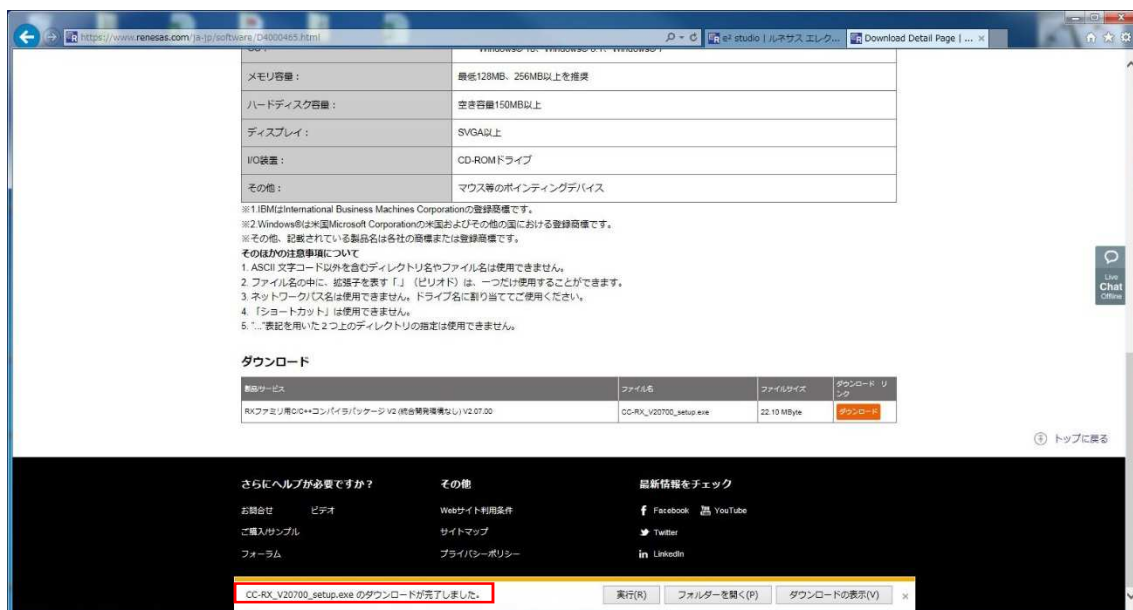 https://www.renesas.com/ja-jp/software/D4000465.html
e² studio | ルネサス エレク...
Download Detail Page | ...
メモリ容量：
最低128MB、256MB以上を推奨
ハードディスク容量：
空き容量150MB以上
ディスプレイ：
SVGA以上
I/O装置：
CD-ROMドライブ
その他：
マウス等のポインティングデバイス
※1.IBMはInternational Business Machines Corporationの登録商標です。
※2.Windows®は米国Microsoft Corporationの米国およびその他の国における登録商標です。
※その他、記載されている製品名は各社の商標または登録商標です。
そのほかの注意事項について
1. ASCII 文字コード以外を含むディレクトリ名やファイル名は使用できません。
2. ファイル名の中に、拡張子を表す「.」（ピリオド）は、一つだけ使用することができます。
3. ネットワークパス名は使用できません。ドライブ名に割り当ててご使用ください。
4. 「ショートカット」は使用できません。
5. "..."表記を用いた２つ上のディレクトリの指定は使用できません。
Live
Chat
Offline
ダウンロード
製品/サービス
ファイル名
ファイルサイズ
ダウンロード リンク
RXファミリ用C/C++コンパイラパッケージ V2 (統合開発環境なし) V2.07.00
CC-RX_V20700_setup.exe
22.10 MByte
ダウンロード
トップに戻る
さらにヘルプが必要ですか？
その他
最新情報をチェック
お問合せ
ビデオ
Webサイト利用条件
Facebook
YouTube
ご購入/サンプル
サイトマップ
Twitter
フォーラム
プライバシーポリシー
LinkedIn
CC-RX_V20700_setup.exe のダウンロードが完了しました。
実行(R)
フォルダーを開く(P)
ダウンロードの表示(V)